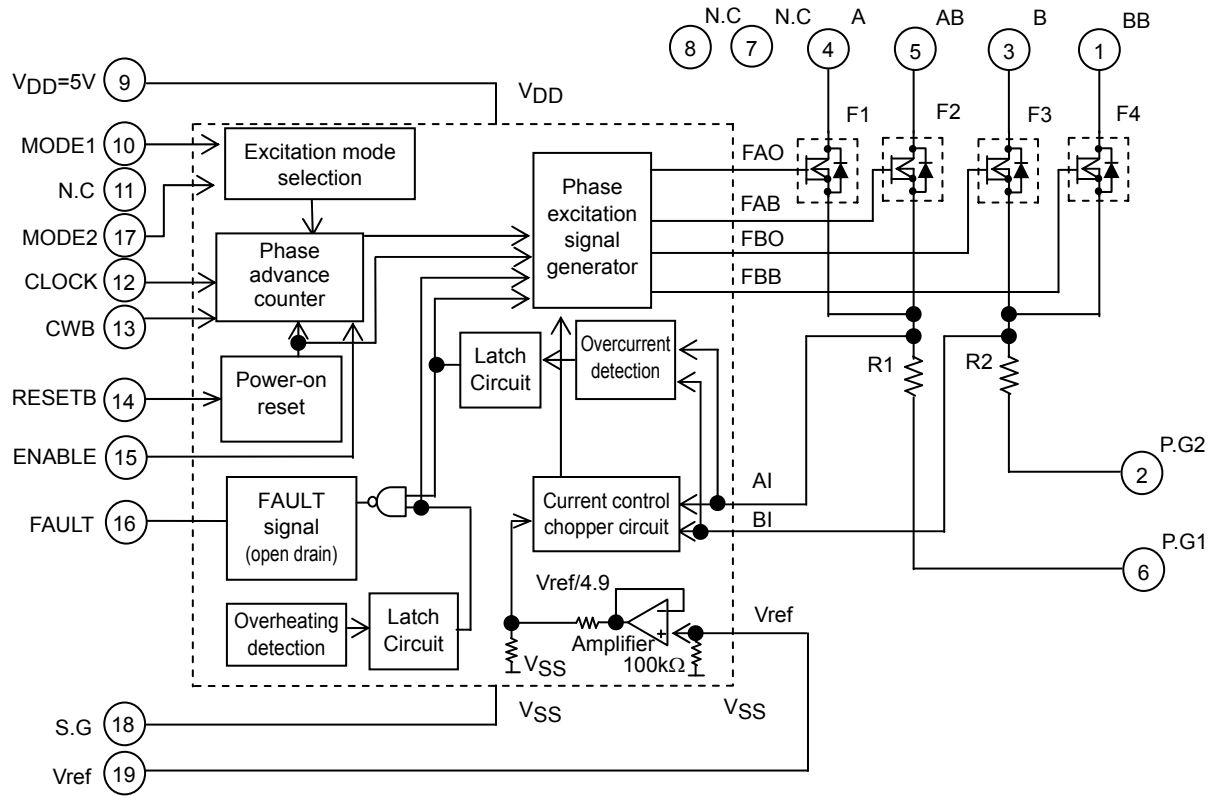 N.C
N.C
A
AB
B
BB
8
7
4
5
3
1
VDD=5V
9
VDD
F1
F2
F3
F4
MODE1
10
Excitation mode
selection
N.C
11
MODE2
17
CLOCK
12
CWB
13
Phase
advance
counter
Phase
excitation
signal
generator
FAO
FAB
FBO
FBB
RESETB
14
Power-on
reset
Latch
Circuit
Overcurrent
detection
R1
R2
ENABLE
15
P.G2
2
FAULT
16
FAULT
signal
(open drain)
Current control
chopper circuit
AI
BI
P.G1
6
Overheating
detection
Latch
Circuit
Vref/4.9
Amplifier
Vref
100kΩ
VSS
VSS
VSS
S.G
18
Vref
19